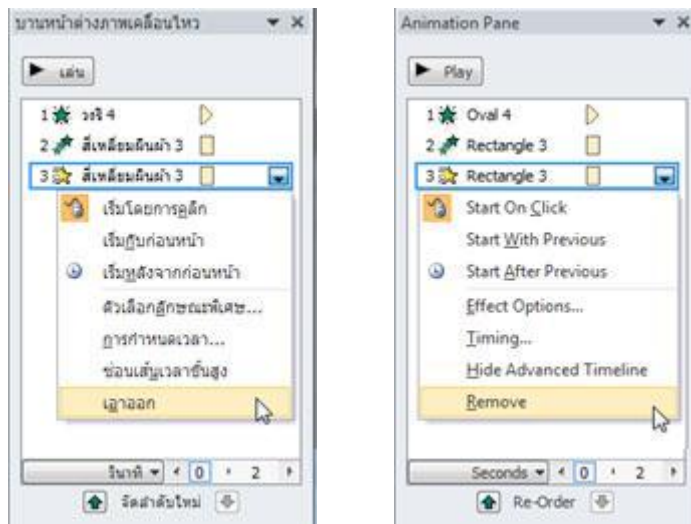 บานหน้าต่างภาพเคลื่อนไหว
เล่น
1 วงรี 4
2 สี่เหลี่ยมผืนผ้า 3
3 สี่เหลี่ยมผืนผ้า 3
เริ่มโดยการคลิก
เริ่มกับก่อนหน้า
เริ่มหลังจากก่อนหน้า
ตัวเลือกลักษณะพิเศษ...
การกำหนดเวลา...
ซ่อนเส้นเวลาขั้นสูง
เอาออก
วินาที 0 2
จัดลำดับใหม่
Animation Pane
Play
1 Oval 4
2 Rectangle 3
3 Rectangle 3
Start On Click
Start With Previous
Start After Previous
Effect Options...
Timing...
Hide Advanced Timeline
Remove
Seconds 0 2
Re-Order